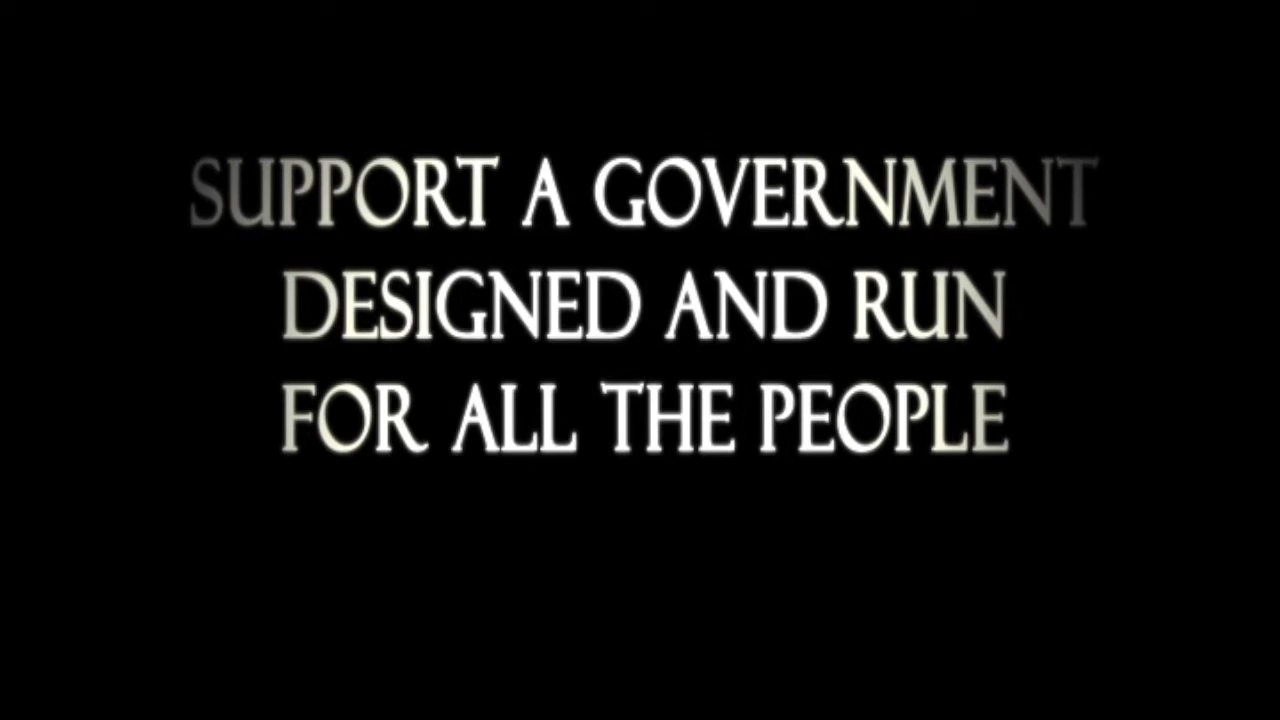 SUPPORT A GOVERNMENT
DESIGNED AND RUN
FOR ALL THE PEOPLE